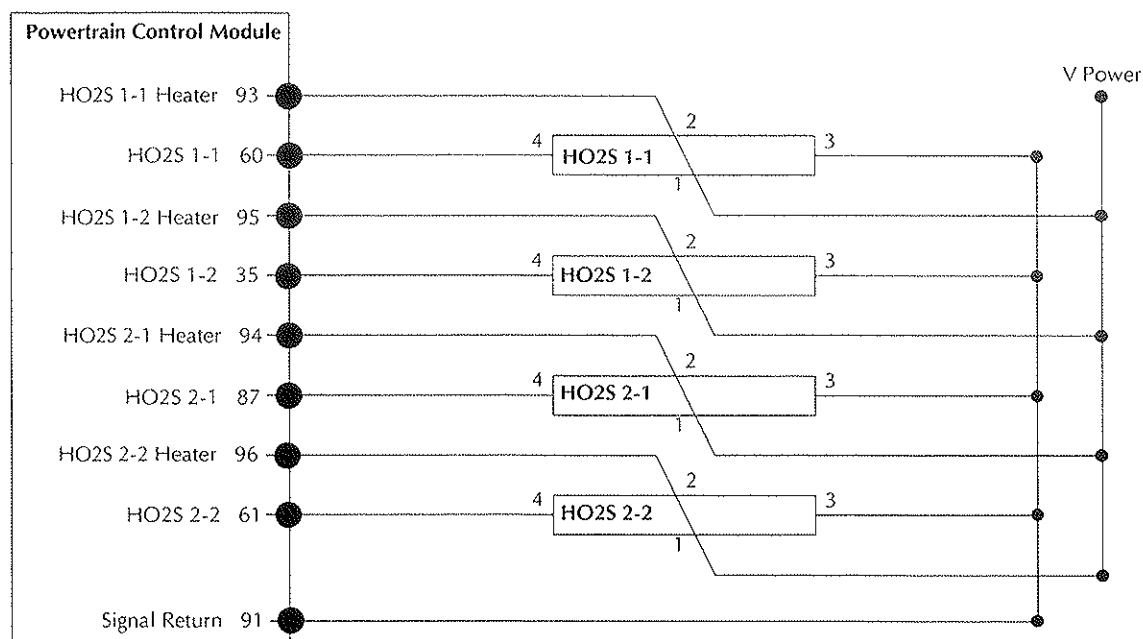 Powertrain Control Module
V Power
HO2S 1-1 Heater 93
2
HO2S 1-1 60
4 HO2S 1-1 3
1
HO2S 1-2 Heater 95
2
HO2S 1-2 35
4 HO2S 1-2 3
1
HO2S 2-1 Heater 94
2
HO2S 2-1 87
4 HO2S 2-1 3
1
HO2S 2-2 Heater 96
2
HO2S 2-2 61
4 HO2S 2-2 3
1
Signal Return 91